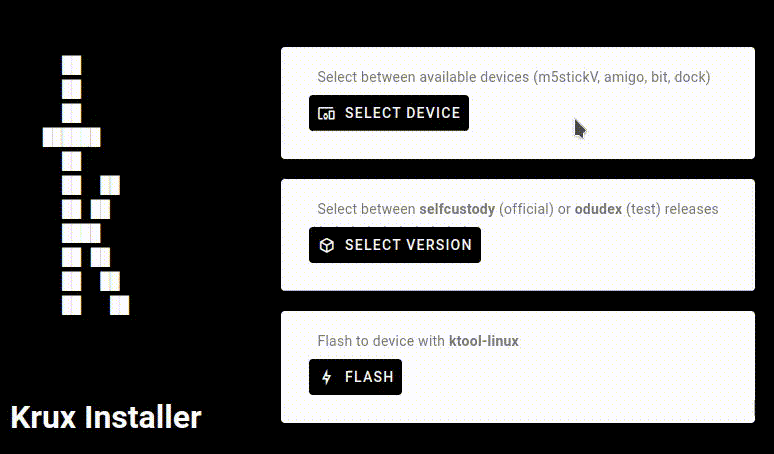 Select between available devices (m5stickV, amigo, bit, dock)
SELECT DEVICE
Select between selfcustody (official) or odudex (test) releases
SELECT VERSION
Flash to device with ktool-linux
FLASH
Krux Installer